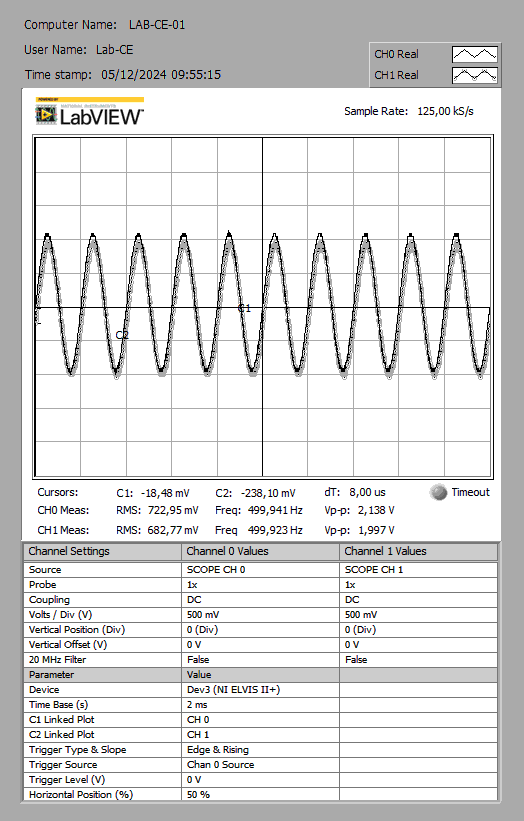 Computer Name: LAB-CE-01
User Name: Lab-CE
Time stamp: 05/12/2024 09:55:15
CH0 Real
CH1 Real
POWERED BY
NATIONAL INSTRUMENTS
LabVIEW™
Sample Rate: 125,00 kS/s
C1
C2
Cursors: C1: -18,48 mV C2: -238,10 mV dT: 8,00 us Timeout
CH0 Meas: RMS: 722,95 mV Freq: 499,941 Hz Vp-p: 2,138 V
CH1 Meas: RMS: 682,77 mV Freq 499,923 Hz Vp-p: 1,997 V
Channel Settings Channel 0 Values Channel 1 Values
Source SCOPE CH 0 SCOPE CH 1
Probe 1x 1x
Coupling DC DC
Volts / Div (V) 500 mV 500 mV
Vertical Position (Div) 0 (Div) 0 (Div)
Vertical Offset (V) 0 V 0 V
20 MHz Filter False False
Parameter Value
Device Dev3 (NI ELVIS II+)
Time Base (s) 2 ms
C1 Linked Plot CH 0
C2 Linked Plot CH 1
Trigger Type & Slope Edge & Rising
Trigger Source Chan 0 Source
Trigger Level (V) 0 V
Horizontal Position (%) 50 %